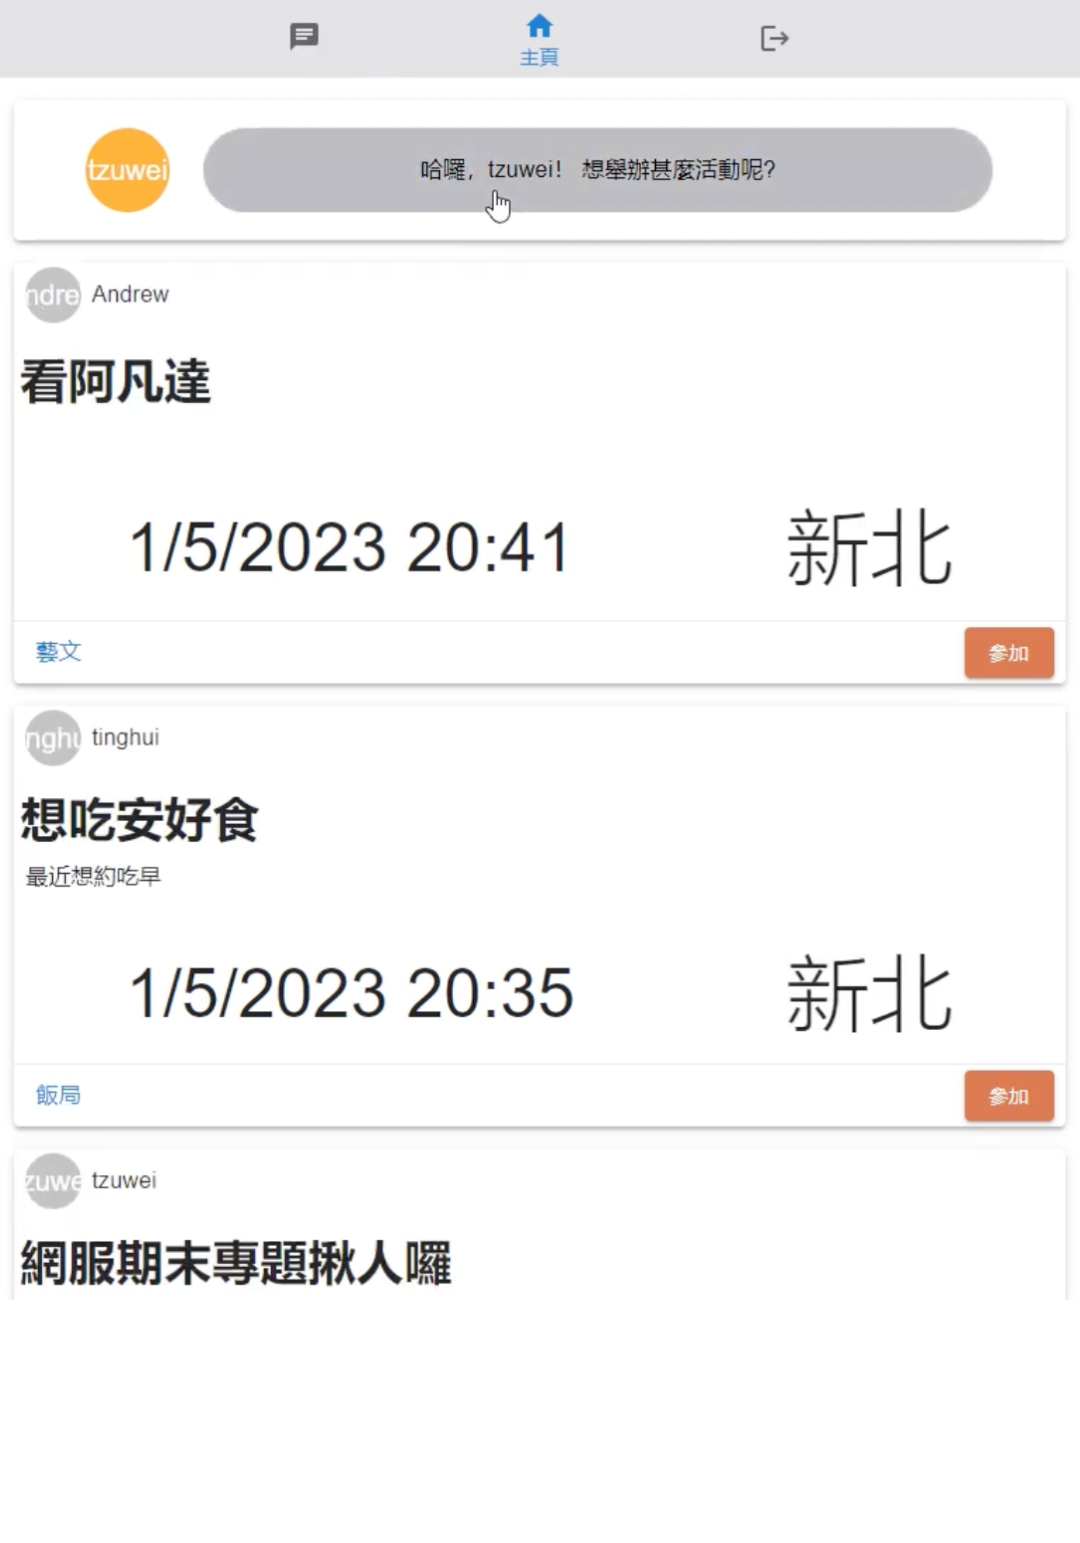 主頁
tzuwei
哈囉，tzuwei！ 想舉辦甚麼活動呢?
ndre
Andrew
看阿凡達
1/5/2023 20:41
新北
藝文
參加
nghu
tinghui
想吃安好食
最近想約吃早
1/5/2023 20:35
新北
飯局
參加
zuwe
tzuwei
網服期末專題揪人囉